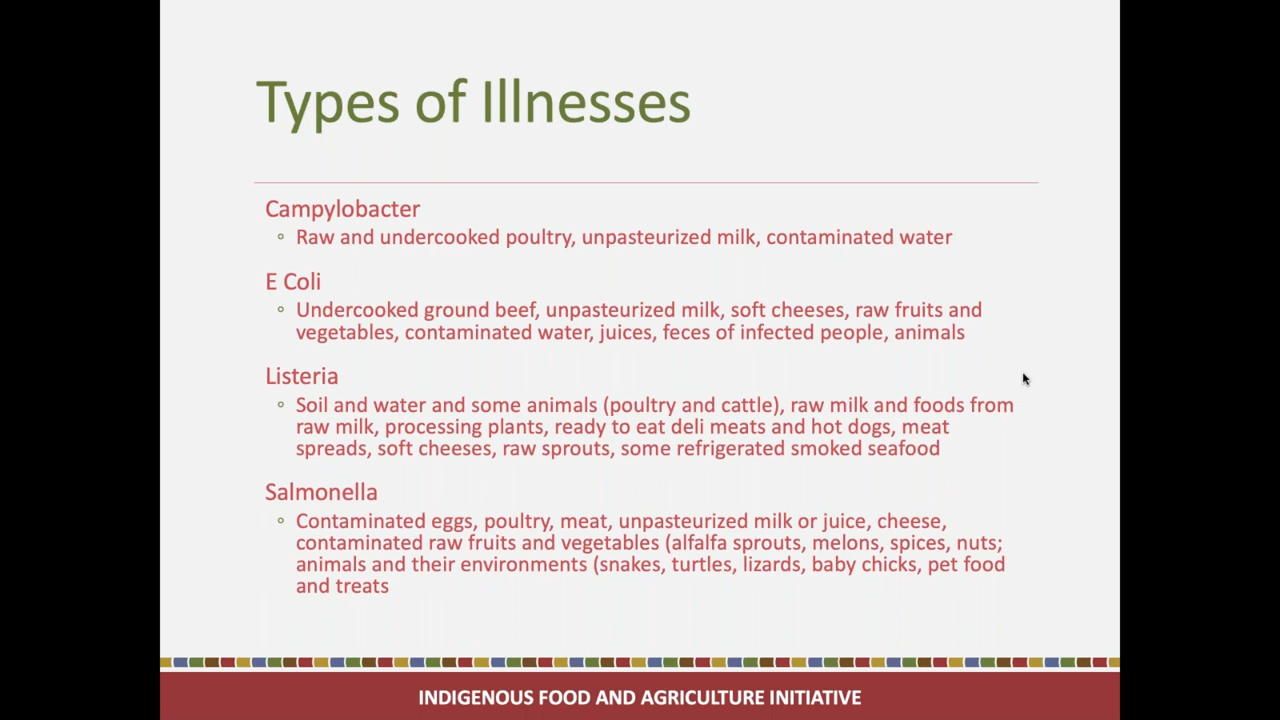 Types of Illnesses
Campylobacter
◦ Raw and undercooked poultry, unpasteurized milk, contaminated water
E Coli
◦ Undercooked ground beef, unpasteurized milk, soft cheeses, raw fruits and
vegetables, contaminated water, juices, feces of infected people, animals
Listeria
◦ Soil and water and some animals (poultry and cattle), raw milk and foods from
raw milk, processing plants, ready to eat deli meats and hot dogs, meat
spreads, soft cheeses, raw sprouts, some refrigerated smoked seafood
Salmonella
◦ Contaminated eggs, poultry, meat, unpasteurized milk or juice, cheese,
contaminated raw fruits and vegetables (alfalfa sprouts, melons, spices, nuts;
animals and their environments (snakes, turtles, lizards, baby chicks, pet food
and treats
INDIGENOUS FOOD AND AGRICULTURE INITIATIVE